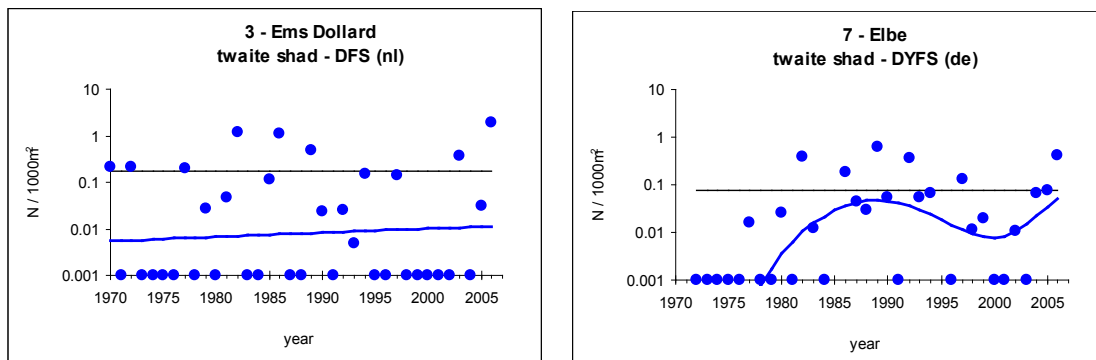 3 - Ems Dollard
twaite shad - DFS (nl)
N / 1000m²
10
1
0.1
0.01
0.001
1970 1975 1980 1985 1990 1995 2000 2005
year
7 - Elbe
twaite shad - DYFS (de)
N / 1000m²
10
1
0.1
0.01
0.001
1970 1975 1980 1985 1990 1995 2000 2005
year